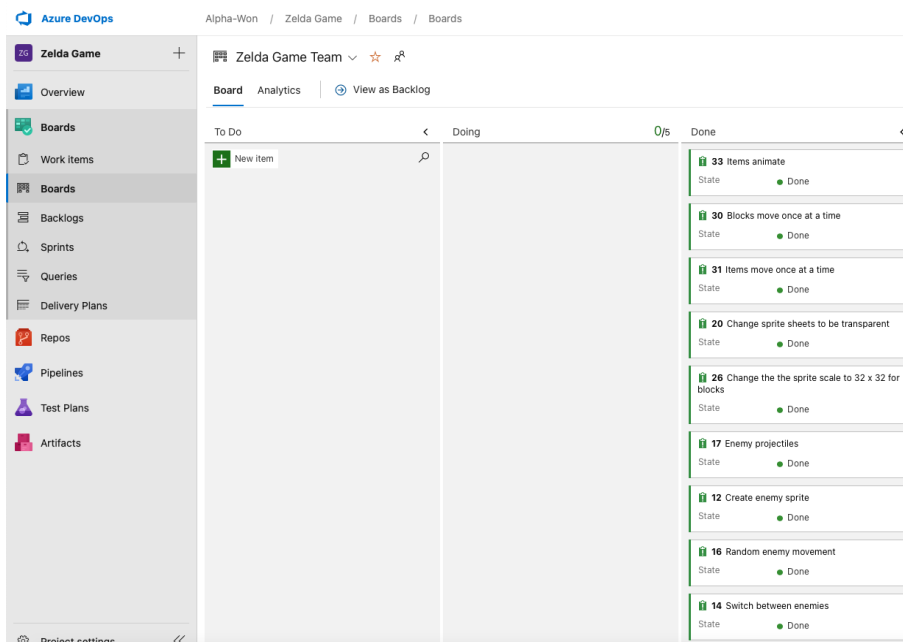 Azure DevOps
Alpha-Won / Zelda Game / Boards / Boards
ZG Zelda Game
Overview
Boards
Work items
Boards
Backlogs
Sprints
Queries
Delivery Plans
Repos
Pipelines
Test Plans
Artifacts
Project settings
Zelda Game Team
Board Analytics View as Backlog
To Do
New item
Doing 0/5
Done
33 Items animate
State Done
30 Blocks move once at a time
State Done
31 Items move once at a time
State Done
20 Change sprite sheets to be transparent
State Done
26 Change the the sprite scale to 32 x 32 for
blocks
State Done
17 Enemy projectiles
State Done
12 Create enemy sprite
State Done
16 Random enemy movement
State Done
14 Switch between enemies
State Done